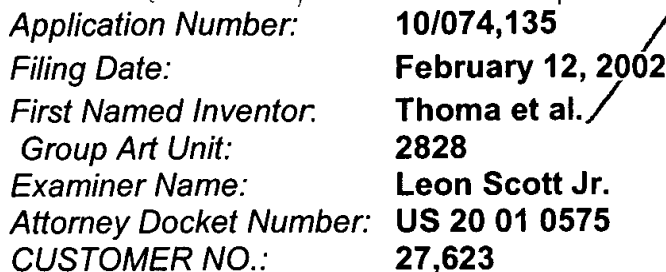 Application Number: 10/074,135
Filing Date: February 12, 2002
First Named Inventor: Thoma et al.
Group Art Unit: 2828
Examiner Name: Leon Scott Jr.
Attorney Docket Number: US 20 01 0575
CUSTOMER NO.: 27,623